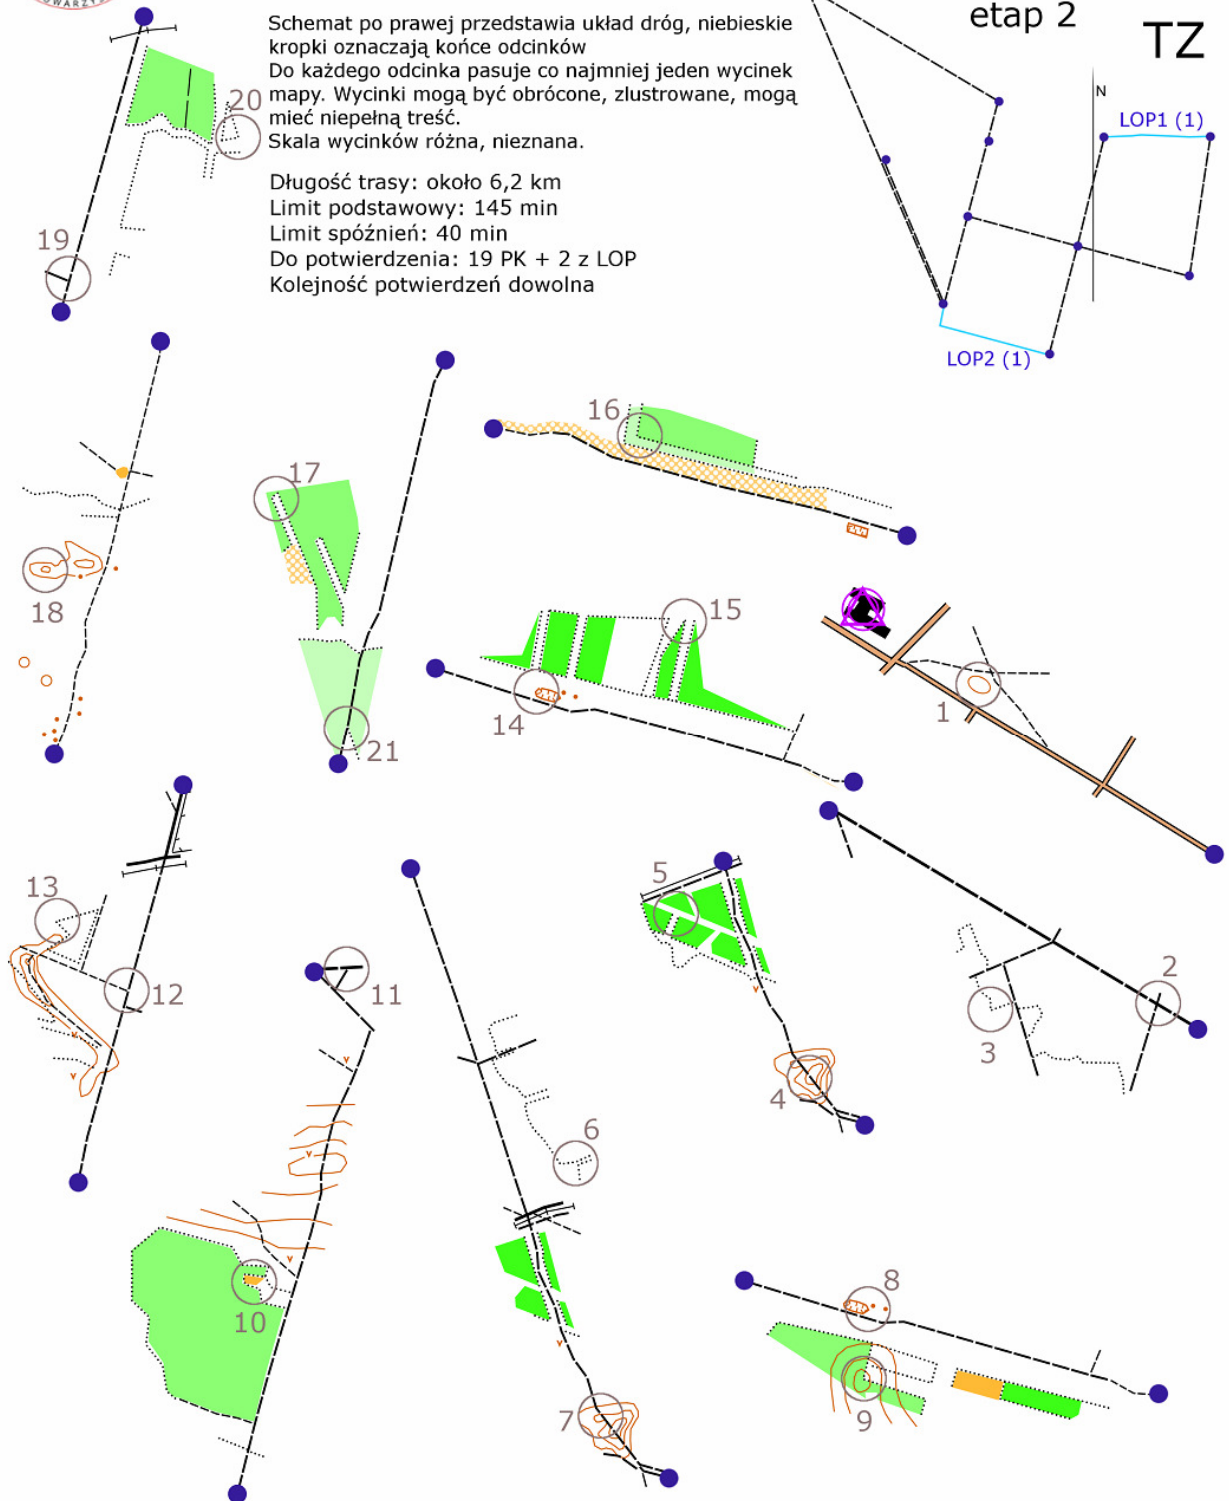 OWARZYS
Schemat po prawej przedstawia układ dróg, niebieskie
kropki oznaczają końce odcinków
Do każdego odcinka pasuje co najmniej jeden wycinek
mapy. Wycinki mogą być obrócone, zlustrowane, mogą
mieć niepełną treść.
Skala wycinków różna, nieznana.
Długość trasy: około 6,2 km
Limit podstawowy: 145 min
Limit spóźnień: 40 min
Do potwierdzenia: 19 PK + 2 z LOP
Kolejność potwierdzeń dowolna
etap 2
TZ
N
LOP1 (1)
LOP2 (1)
20
19
16
17
18
15
14
1
21
13
12
11
5
4
2
3
6
10
7
8
9